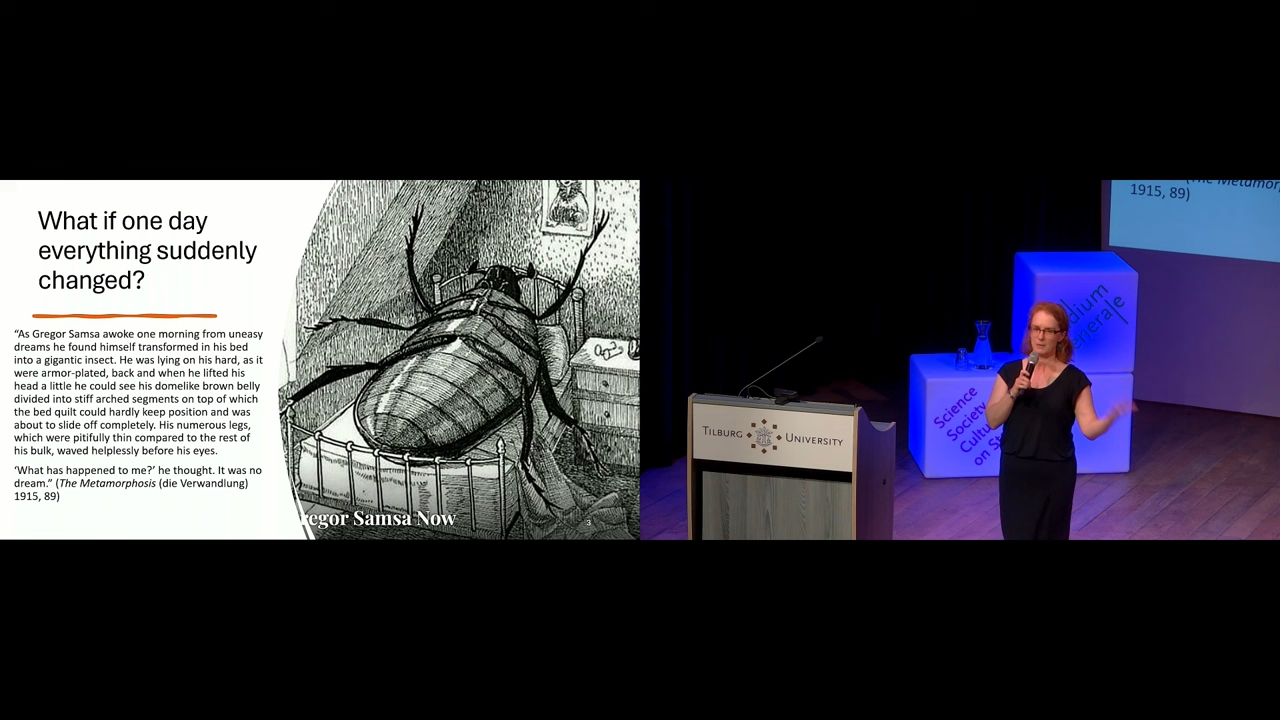 What if one day
everything suddenly
changed?
“As Gregor Samsa awoke one morning from uneasy
dreams he found himself transformed in his bed
into a gigantic insect. He was lying on his hard, as it
were armor-plated, back and when he lifted his
head a little he could see his domelike brown belly
divided into stiff arched segments on top of which
the bed quilt could hardly keep position and was
about to slide off completely. His numerous legs,
which were pitifully thin compared to the rest of
his bulk, waved helplessly before his eyes.
‘What has happened to me?’ he thought. It was no
dream.” (The Metamorphosis (die Verwandlung)
1915, 89)
Gregor Samsa Now
3
1915, 89)
Science
Society
on
TILBURG UNIVERSITY